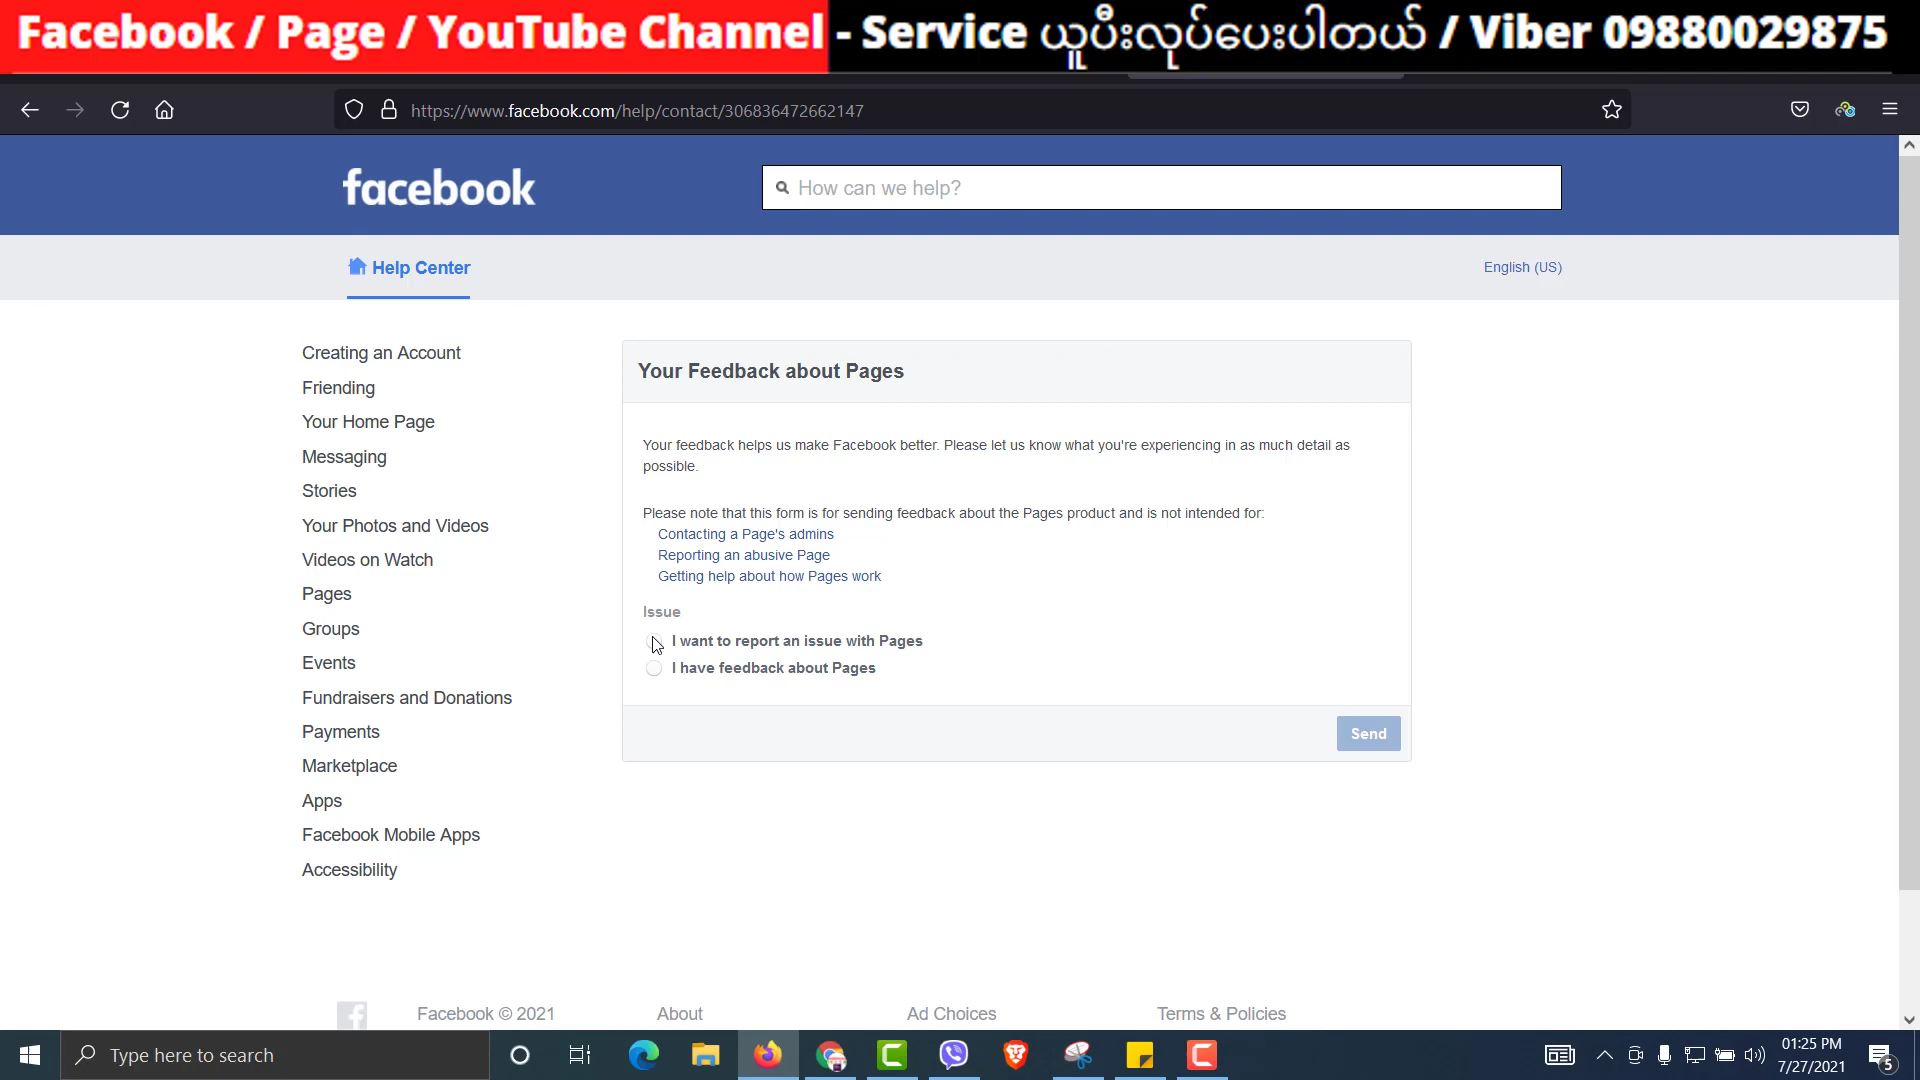 Facebook / Page / YouTube Channel - Service ယူပီးလုပ်ပေးပါတယ် / Viber 09880029875
https://www.facebook.com/help/contact/306836472662147
facebook
How can we help?
Help Center
English (US)
Creating an Account
Friending
Your Home Page
Messaging
Stories
Your Photos and Videos
Videos on Watch
Pages
Groups
Events
Fundraisers and Donations
Payments
Marketplace
Apps
Facebook Mobile Apps
Accessibility
Your Feedback about Pages
Your feedback helps us make Facebook better. Please let us know what you're experiencing in as much detail as
possible.
Please note that this form is for sending feedback about the Pages product and is not intended for:
Contacting a Page's admins
Reporting an abusive Page
Getting help about how Pages work
Issue
I want to report an issue with Pages
I have feedback about Pages
Send
Facebook © 2021
About
Ad Choices
Terms & Policies
Type here to search
01:25 PM
7/27/2021
5